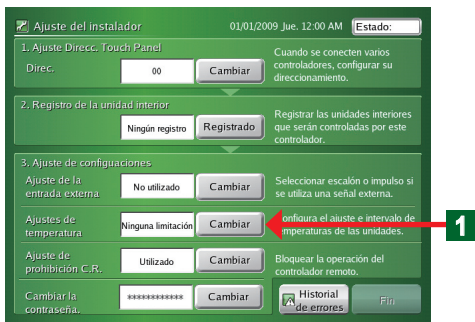 Ajuste del instalador
01/01/2009 Jue. 12:00 AM
Estado:
1. Ajuste Direcc. Touch Panel
Direc.
00
Cambiar
Cuando se conecten varios
controladores, configurar su
direccionamiento.
2. Registro de la unidad interior
Ningún registro
Registrado
Registrar las unidades interiores
que serán controladas por este
controlador.
3. Ajuste de configuaciones
Ajuste de la
entrada externa
No utilizado
Cambiar
Seleccionar escalón o impulso si
se utiliza una señal externa.
Ajustes de
temperatura
Ninguna limitación
Cambiar
Configura el ajuste e intervalo de
temperaturas de las unidades.
1
Ajuste de
prohibición C.R.
Utilizado
Cambiar
Bloquear la operación del
controlador remoto.
Cambiar la
contraseña.
************
Cambiar
Historial
de errores
Fin